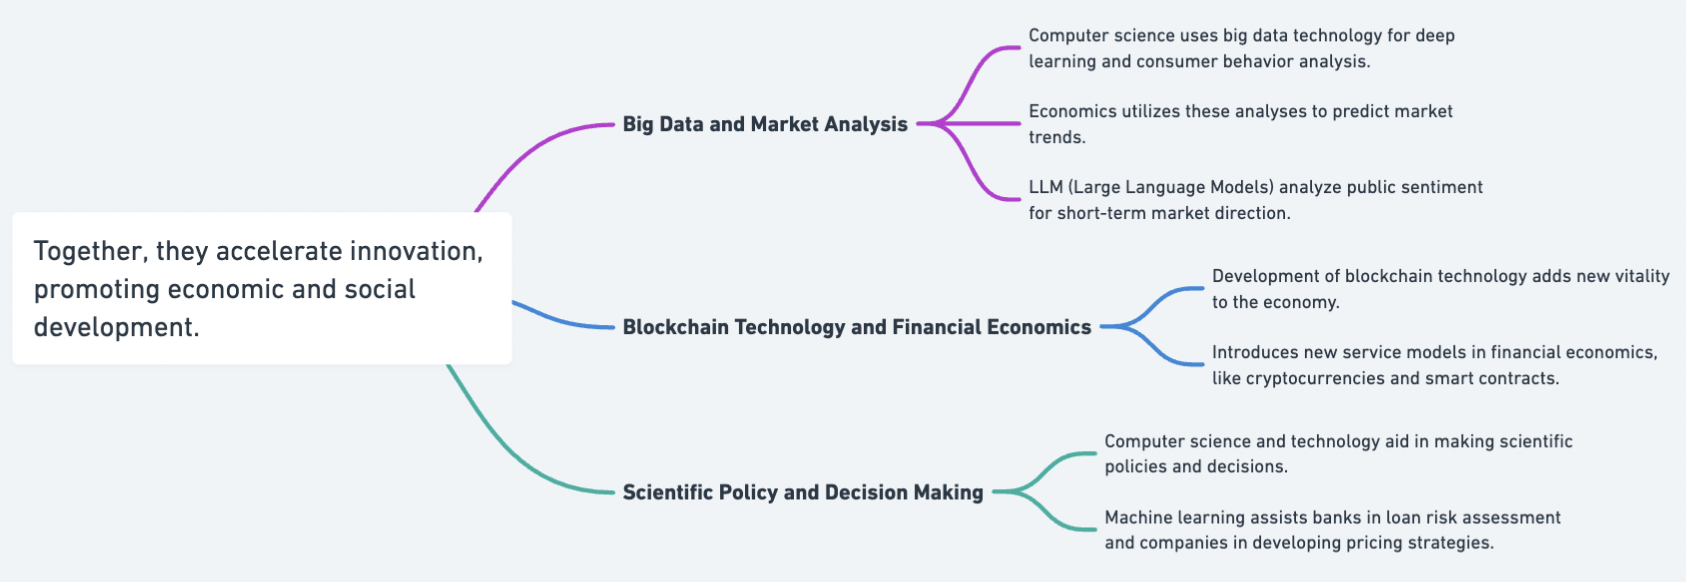 Together, they accelerate innovation,
promoting economic and social
development.
Big Data and Market Analysis
Computer science uses big data technology for deep
learning and consumer behavior analysis.
Economics utilizes these analyses to predict market
trends.
LLM (Large Language Models) analyze public sentiment
for short-term market direction.
Blockchain Technology and Financial Economics
Development of blockchain technology adds new vitality
to the economy.
Introduces new service models in financial economics,
like cryptocurrencies and smart contracts.
Scientific Policy and Decision Making
Computer science and technology aid in making scientific
policies and decisions.
Machine learning assists banks in loan risk assessment
and companies in developing pricing strategies.